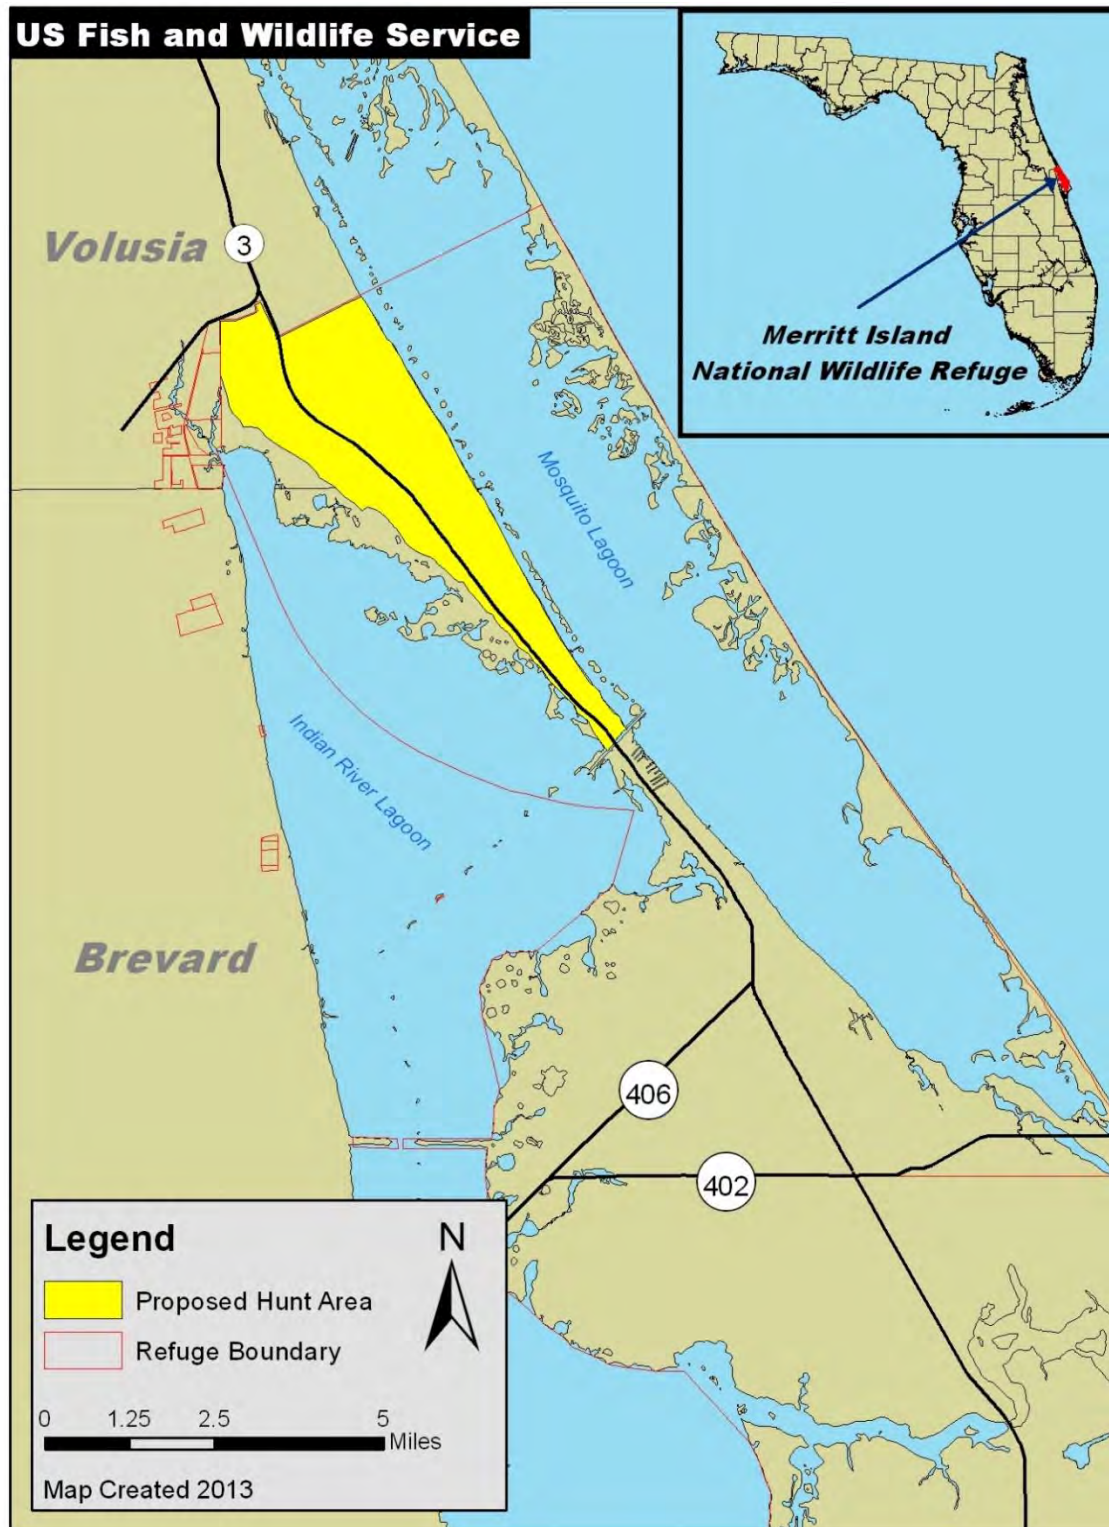 US Fish and Wildlife Service
Merritt Island
National Wildlife Refuge
Volusia
3
Mosquito Lagoon
Indian River Lagoon
Brevard
406
402
Legend
N
Proposed Hunt Area
Refuge Boundary
0 1.25 2.5 5
Miles
Map Created 2013